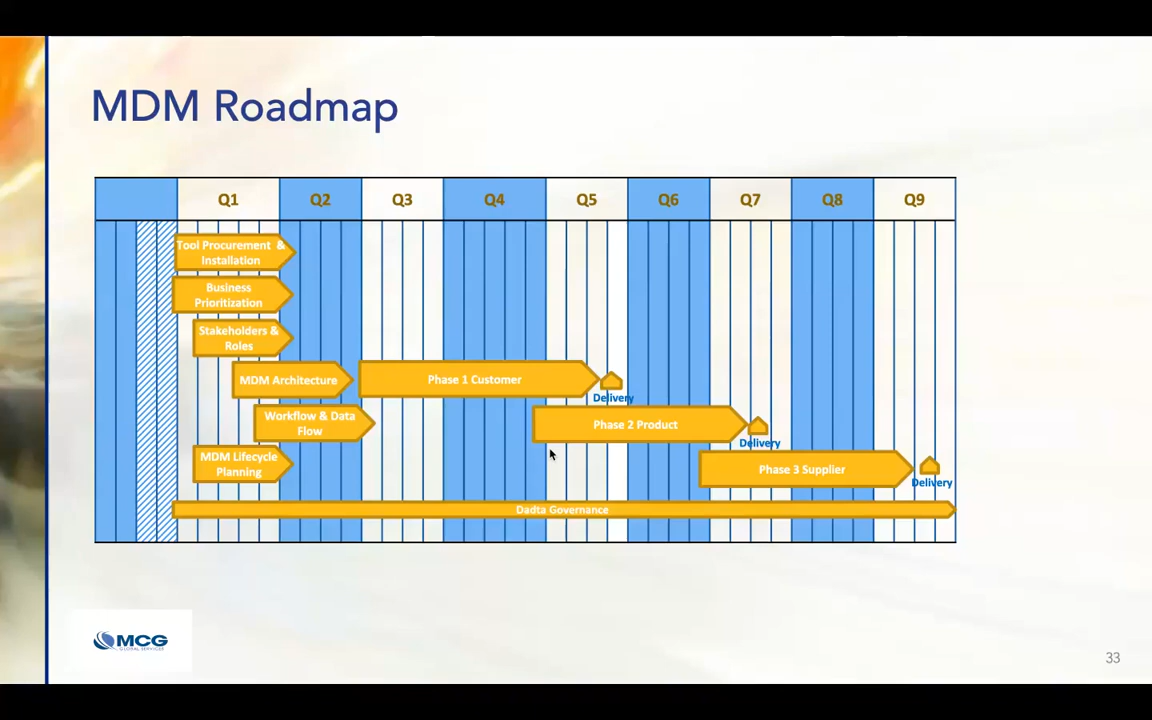 MDM Roadmap
Q1 Q2 Q3 Q4 Q5 Q6 Q7 Q8 Q9
Tool Procurement &
Installation
Business
Prioritization
Stakeholders &
Roles
MDM Architecture
Phase 1 Customer
Delivery
Workflow & Data
Flow
Phase 2 Product
Delivery
MDM Lifecycle
Planning
Phase 3 Supplier
Delivery
Dadta Governance
MCG
GLOBAL SERVICES
33